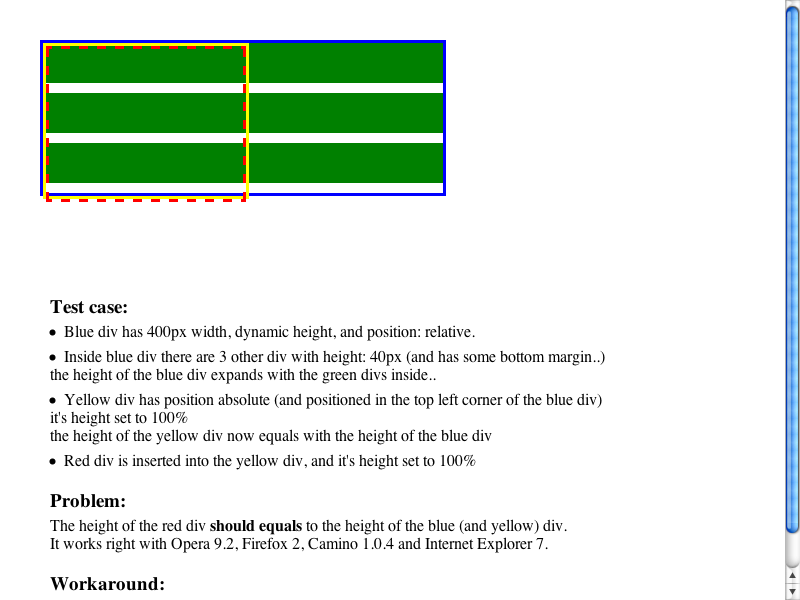 Test case:
• Blue div has 400px width, dynamic height, and position: relative.
• Inside blue div there are 3 other div with height: 40px (and has some bottom margin..)
the height of the blue div expands with the green divs inside..
• Yellow div has position absolute (and positioned in the top left corner of the blue div)
it's height set to 100%
the height of the yellow div now equals with the height of the blue div
• Red div is inserted into the yellow div, and it's height set to 100%
Problem:
The height of the red div should equals to the height of the blue (and yellow) div.
It works right with Opera 9.2, Firefox 2, Camino 1.0.4 and Internet Explorer 7.
Workaround: